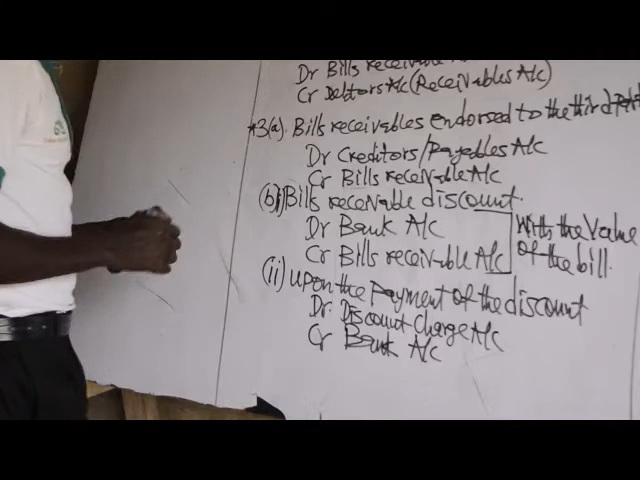 Dr Bills receivable
Cr Debtors A/c (Receivables A/c)
*3(a). Bills receivables endorsed to the third
Dr Creditors/Payables A/c
Cr Bills receivable A/c
(b)(i) Bills receivable discount.
Dr Bank A/c
Cr Bills receivable A/c
With the value
of the bill.
(ii) Upon the Payment of the discount
Dr. Discount Charge A/c
Cr Bank A/c